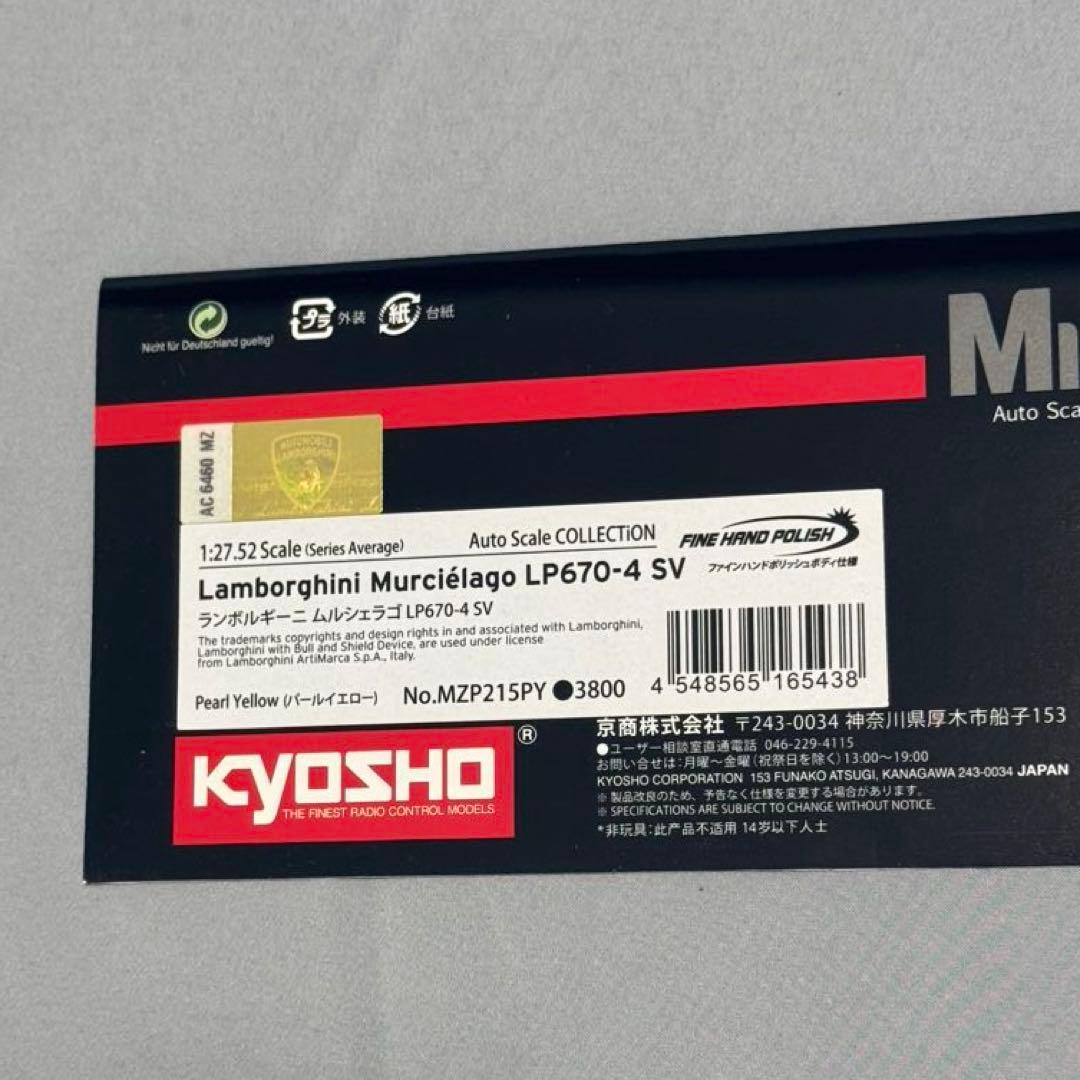 Nicht für Deutschland gueltig!
プラ 外装
紙 台紙
Auto Sca
AC 6460 MZ
AUTOMOBILI
LAMBORGHINI
1:27.52 Scale (Series Average)
Auto Scale COLLECTiON
FINE HAND POLISH
ファインハンドポリッシュボディ仕様
Lamborghini Murciélago LP670-4 SV
ランボルギーニ ムルシェラゴ LP670-4 SV
The trademarks copyrights and design rights in and associated with Lamborghini,
Lamborghini with Bull and Shield Device, are used under license
from Lamborghini ArtiMarca S.p.A., Italy.
Pearl Yellow (パールイエロー)
No.MZP215PY ●3800
4 548565 165438
KYOSHO ®
THE FINEST RADIO CONTROL MODELS
京商株式会社 〒243-0034 神奈川県厚木市船子153
●ユーザー相談室直通電話 046-229-4115
お問い合せは:月曜〜金曜(祝祭日を除く)13:00〜19:00
KYOSHO CORPORATION 153 FUNAKO ATSUGI, KANAGAWA 243-0034 JAPAN
※ 製品改良のため、予告なく仕様を変更する場合があります。
※ SPECIFICATIONS ARE SUBJECT TO CHANGE WITHOUT NOTICE.
*非玩具:此产品不适用 14岁以下人士